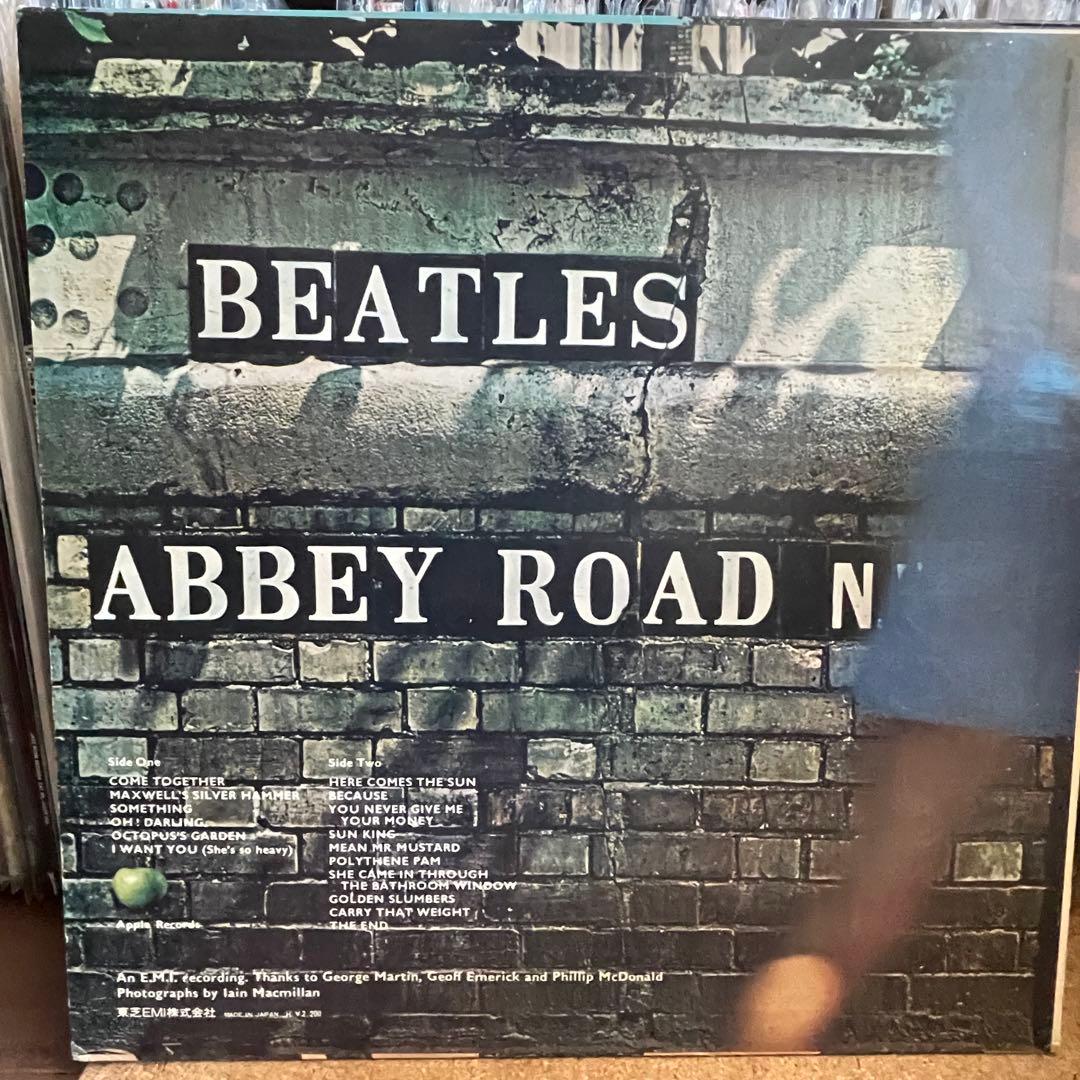 BEATLES
ABBEY ROAD N
Side One
COME TOGETHER
MAXWELL'S SILVER HAMMER
SOMETHING
OH! DARLING
OCTOPUS'S GARDEN
I WANT YOU (She's so heavy)
Apple Records
Side Two
HERE COMES THE SUN
BECAUSE
YOU NEVER GIVE ME
YOUR MONEY
SUN KING
MEAN MR MUSTARD
POLYTHENE PAM
SHE CAME IN THROUGH
THE BATHROOM WINDOW
GOLDEN SLUMBERS
CARRY THAT WEIGHT
THE END
An E.M.I. recording. Thanks to George Martin, Geoff Emerick and Phillip McDonald
Photographs by Iain Macmillan
東芝EMI株式会社 MADE IN JAPAN H ¥2,200